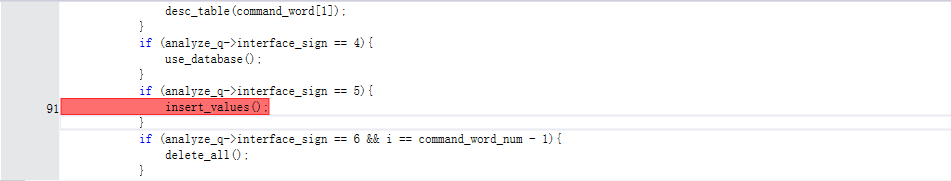 desc_table(command_word[1]);
}
if (analyze_q->interface_sign == 4){
use_database();
}
if (analyze_q->interface_sign == 5){
91 insert_values();
}
if (analyze_q->interface_sign == 6 && i == command_word_num - 1){
delete_all();
}